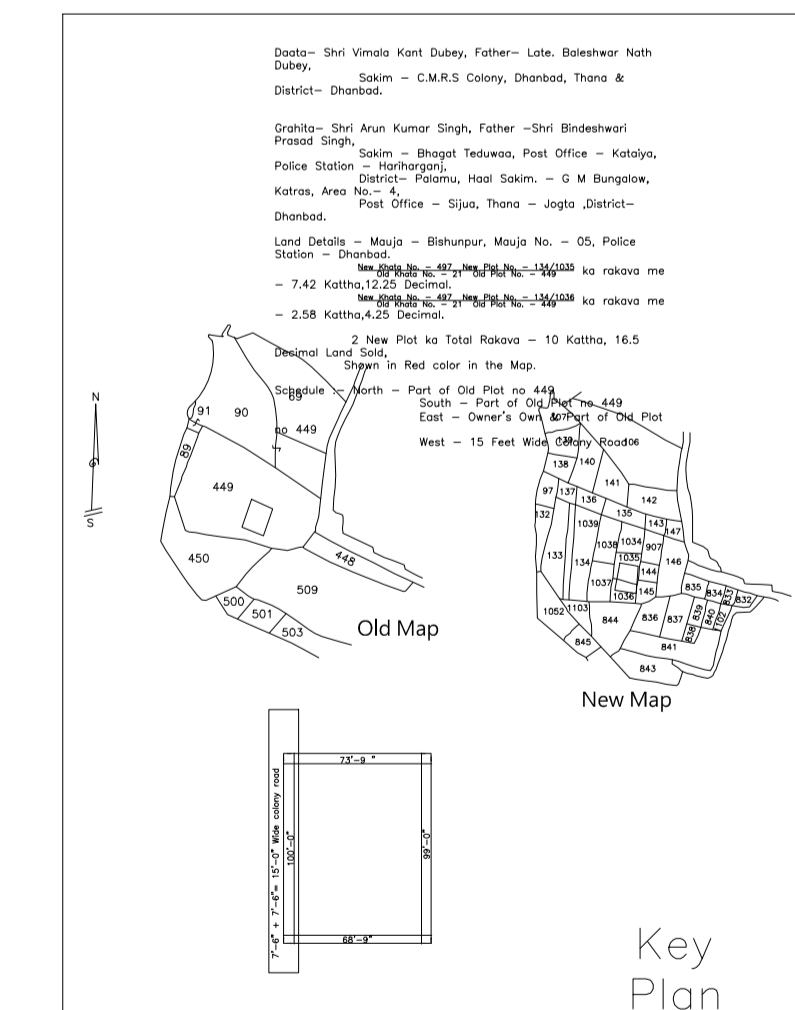 Daata– Shri Vimala Kant Dubey, Father– Late. Baleshwar Nath
Dubey,
Sakim – C.M.R.S Colony, Dhanbad, Thana &
District– Dhanbad.
Grahita– Shri Arun Kumar Singh, Father –Shri Bindeshwari
Prasad Singh,
Sakim – Bhagat Teduwaa, Post Office – Kataiya,
Police Station – Hariharganj,
District– Palamu, Haal Sakim. – G M Bungalow,
Katras, Area No.– 4,
Post Office – Sijua, Thana – Jogta ,District–
Dhanbad.
Land Details – Mauja – Bishunpur, Mauja No. – 05, Police
Station – Dhanbad.
New Khata No. – 497, New Plot No. – 134/1035
Old Khata No. – 21 Old Plot No. – 449 ka rakava me
– 7.42 Kattha,12.25 Decimal.
New Khata No. – 497, New Plot No. – 134/1036
Old Khata No. – 21 Old Plot No. – 449 ka rakava me
– 2.58 Kattha,4.25 Decimal.
2 New Plot ka Total Rakava – 10 Kattha, 16.5
Decimal Land Sold,
Shown in Red color in the Map.
Schedule :– North – Part of Old Plot no 449
South – Part of Old Plot no 449
East – Owner's Own & Part of Old Plot
no 449
West – 15 Feet Wide Colony Road
N
S
69
91
90
89
449
450
448
509
500
501
503
Old Map
107
139
106
138
140
141
142
97
137
136
135
132
143
147
1039
1038
1034
907
133
134
1035
146
144
1037
1036
145
835
834
833
832
1052
1103
844
836
837
839
840
102
838
845
841
843
New Map
7'–6" + 7'–6"= 15'–0" Wide colony road
73'–9 "
100'–0"
99'–0"
68'–9"
Key
Plan